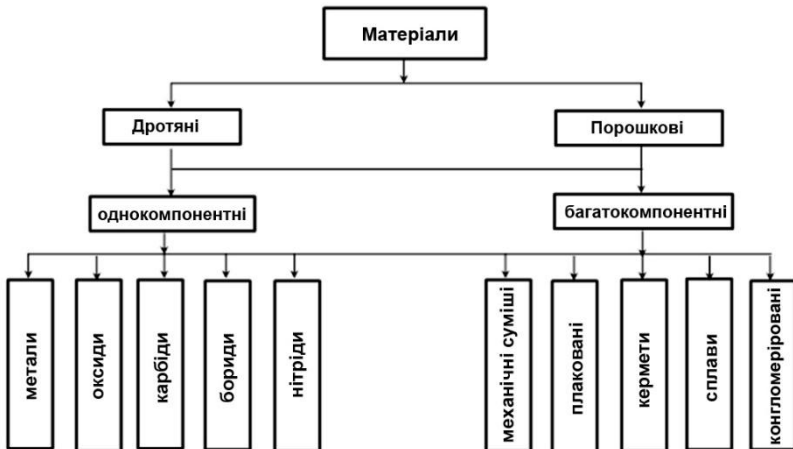 Матеріали
Дротяні
Порошкові
однокомпонентні
багатокомпонентні
метали
оксиди
карбіди
бориди
нітріди
механічні суміші
плаковані
кермети
сплави
конгломеріровані